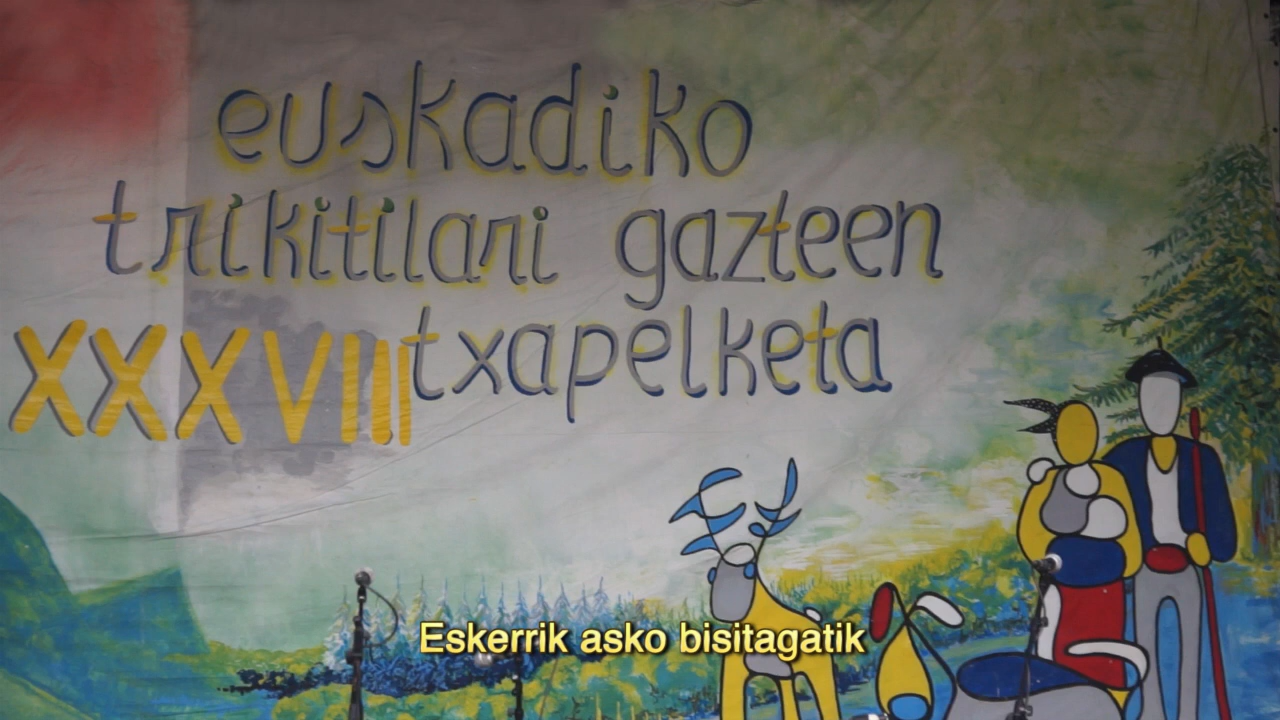 euskadiko
trikitilari gazteen
XXXVIII txapelketa
Eskerrik asko bisitagatik